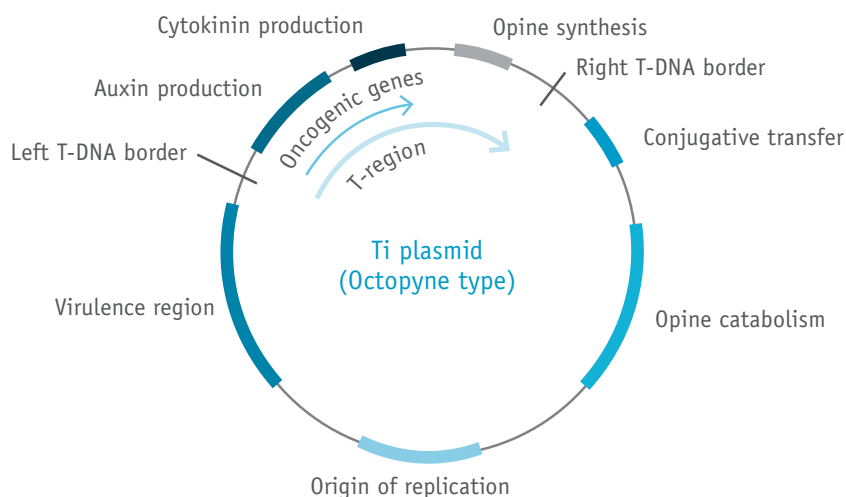 Cytokinin production
Opine synthesis
Right T-DNA border
Auxin production
Oncogenic genes
Conjugative transfer
Left T-DNA border
T-region
Ti plasmid
(Octopyne type)
Virulence region
Opine catabolism
Origin of replication